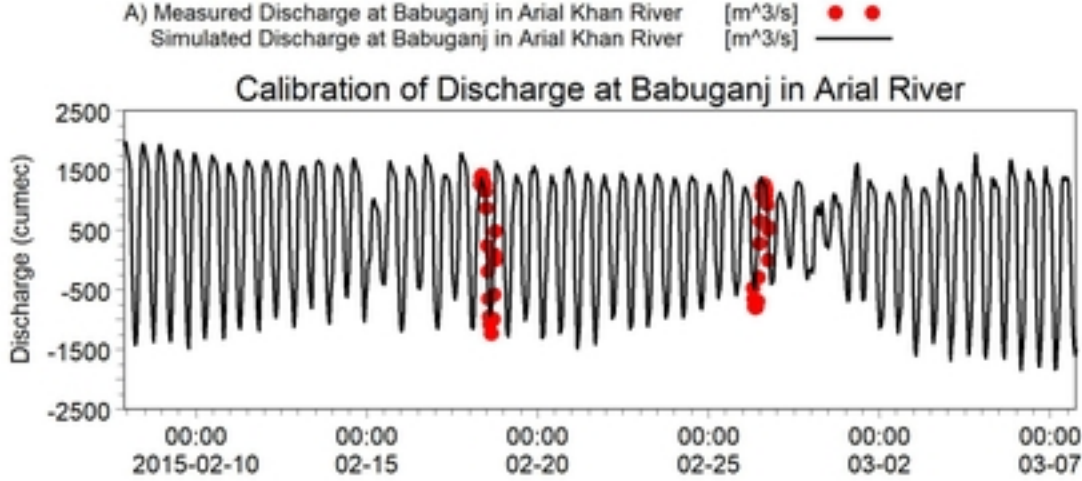 A) Measured Discharge at Babuganj in Arial Khan River [m^3/s]
Simulated Discharge at Babuganj in Arial Khan River [m^3/s]
Calibration of Discharge at Babuganj in Arial River
Discharge (cumec)
2500
1500
500
-500
-1500
-2500
00:00 00:00 00:00 00:00 00:00 00:00
2015-02-10 02-15 02-20 02-25 03-02 03-07